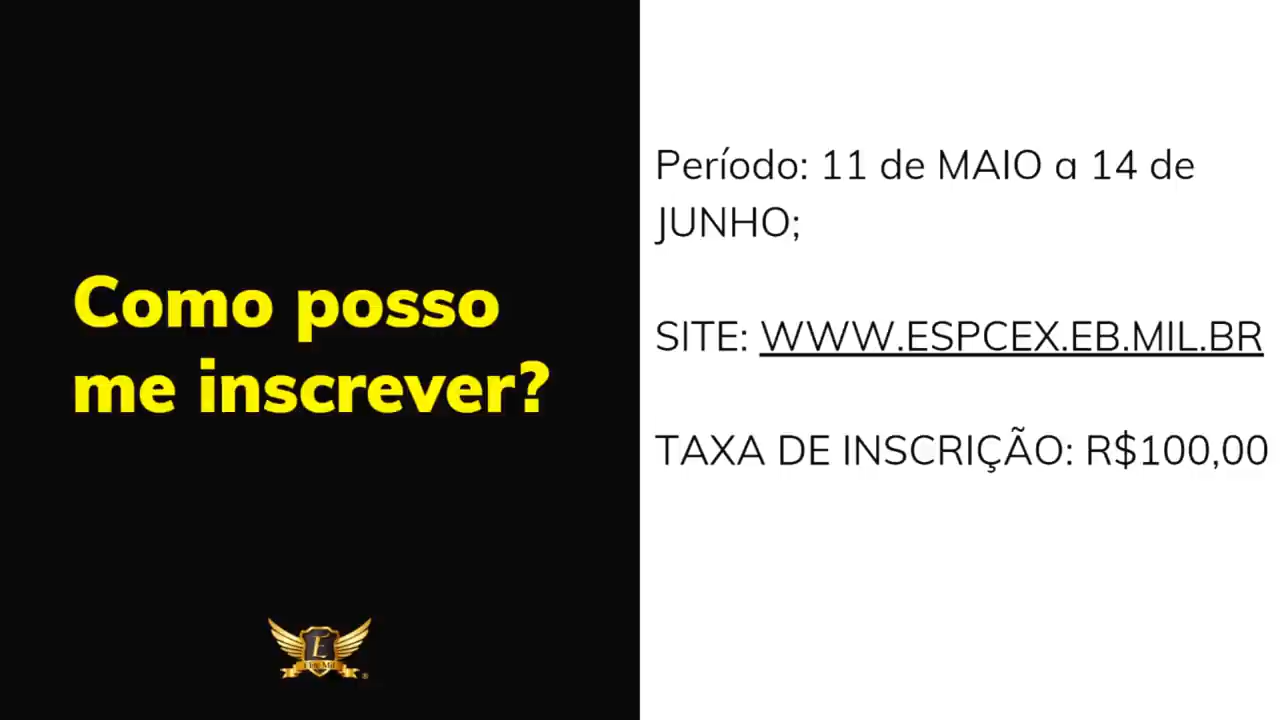 Como posso
me inscrever?
Período: 11 de MAIO a 14 de
JUNHO;
SITE: WWW.ESPCEX.EB.MIL.BR
TAXA DE INSCRIÇÃO: R$100,00
E